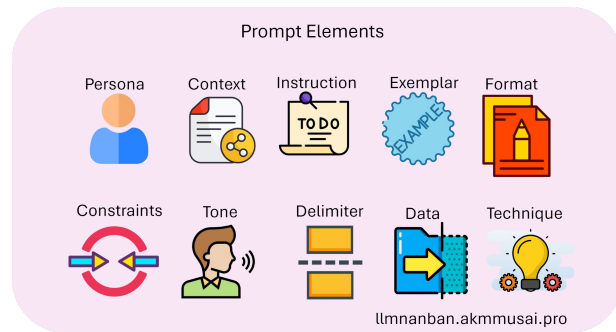 Prompt Elements
Persona
Context
Instruction
Exemplar
Format
TO DO
EXAMPLE
Constraints
Tone
Delimiter
Data
Technique
llmnanban.akmmusai.pro